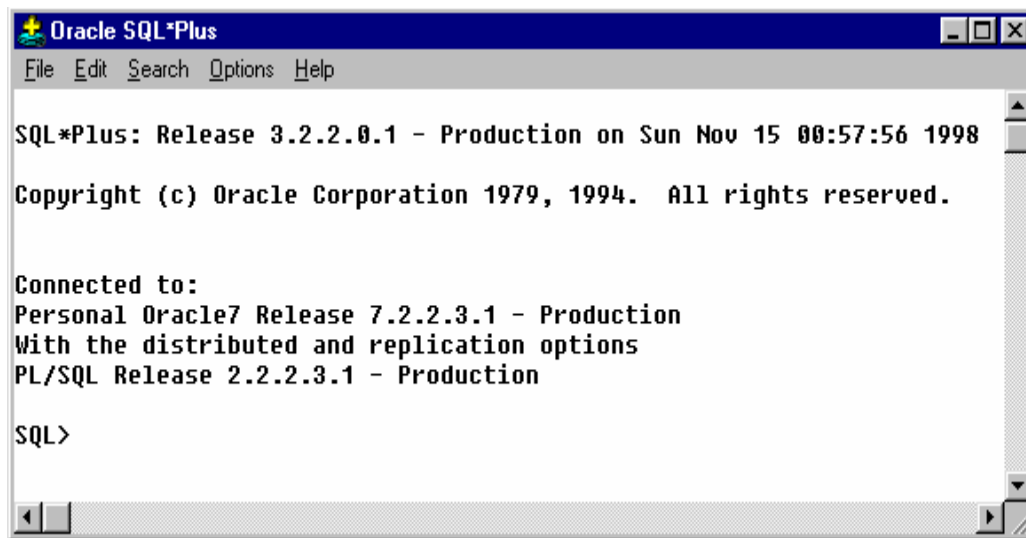 Oracle SQL*Plus
File Edit Search Options Help
SQL*Plus: Release 3.2.2.0.1 - Production on Sun Nov 15 00:57:56 1998
Copyright (c) Oracle Corporation 1979, 1994.  All rights reserved.
Connected to:
Personal Oracle7 Release 7.2.2.3.1 - Production
With the distributed and replication options
PL/SQL Release 2.2.2.3.1 - Production
SQL>